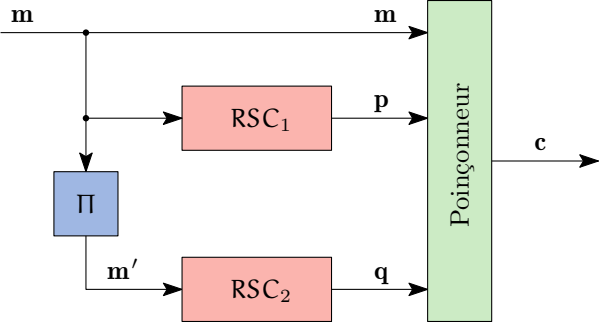 m m
RSC₁ p
Poinçonneur
c
Π
m′
RSC₂ q